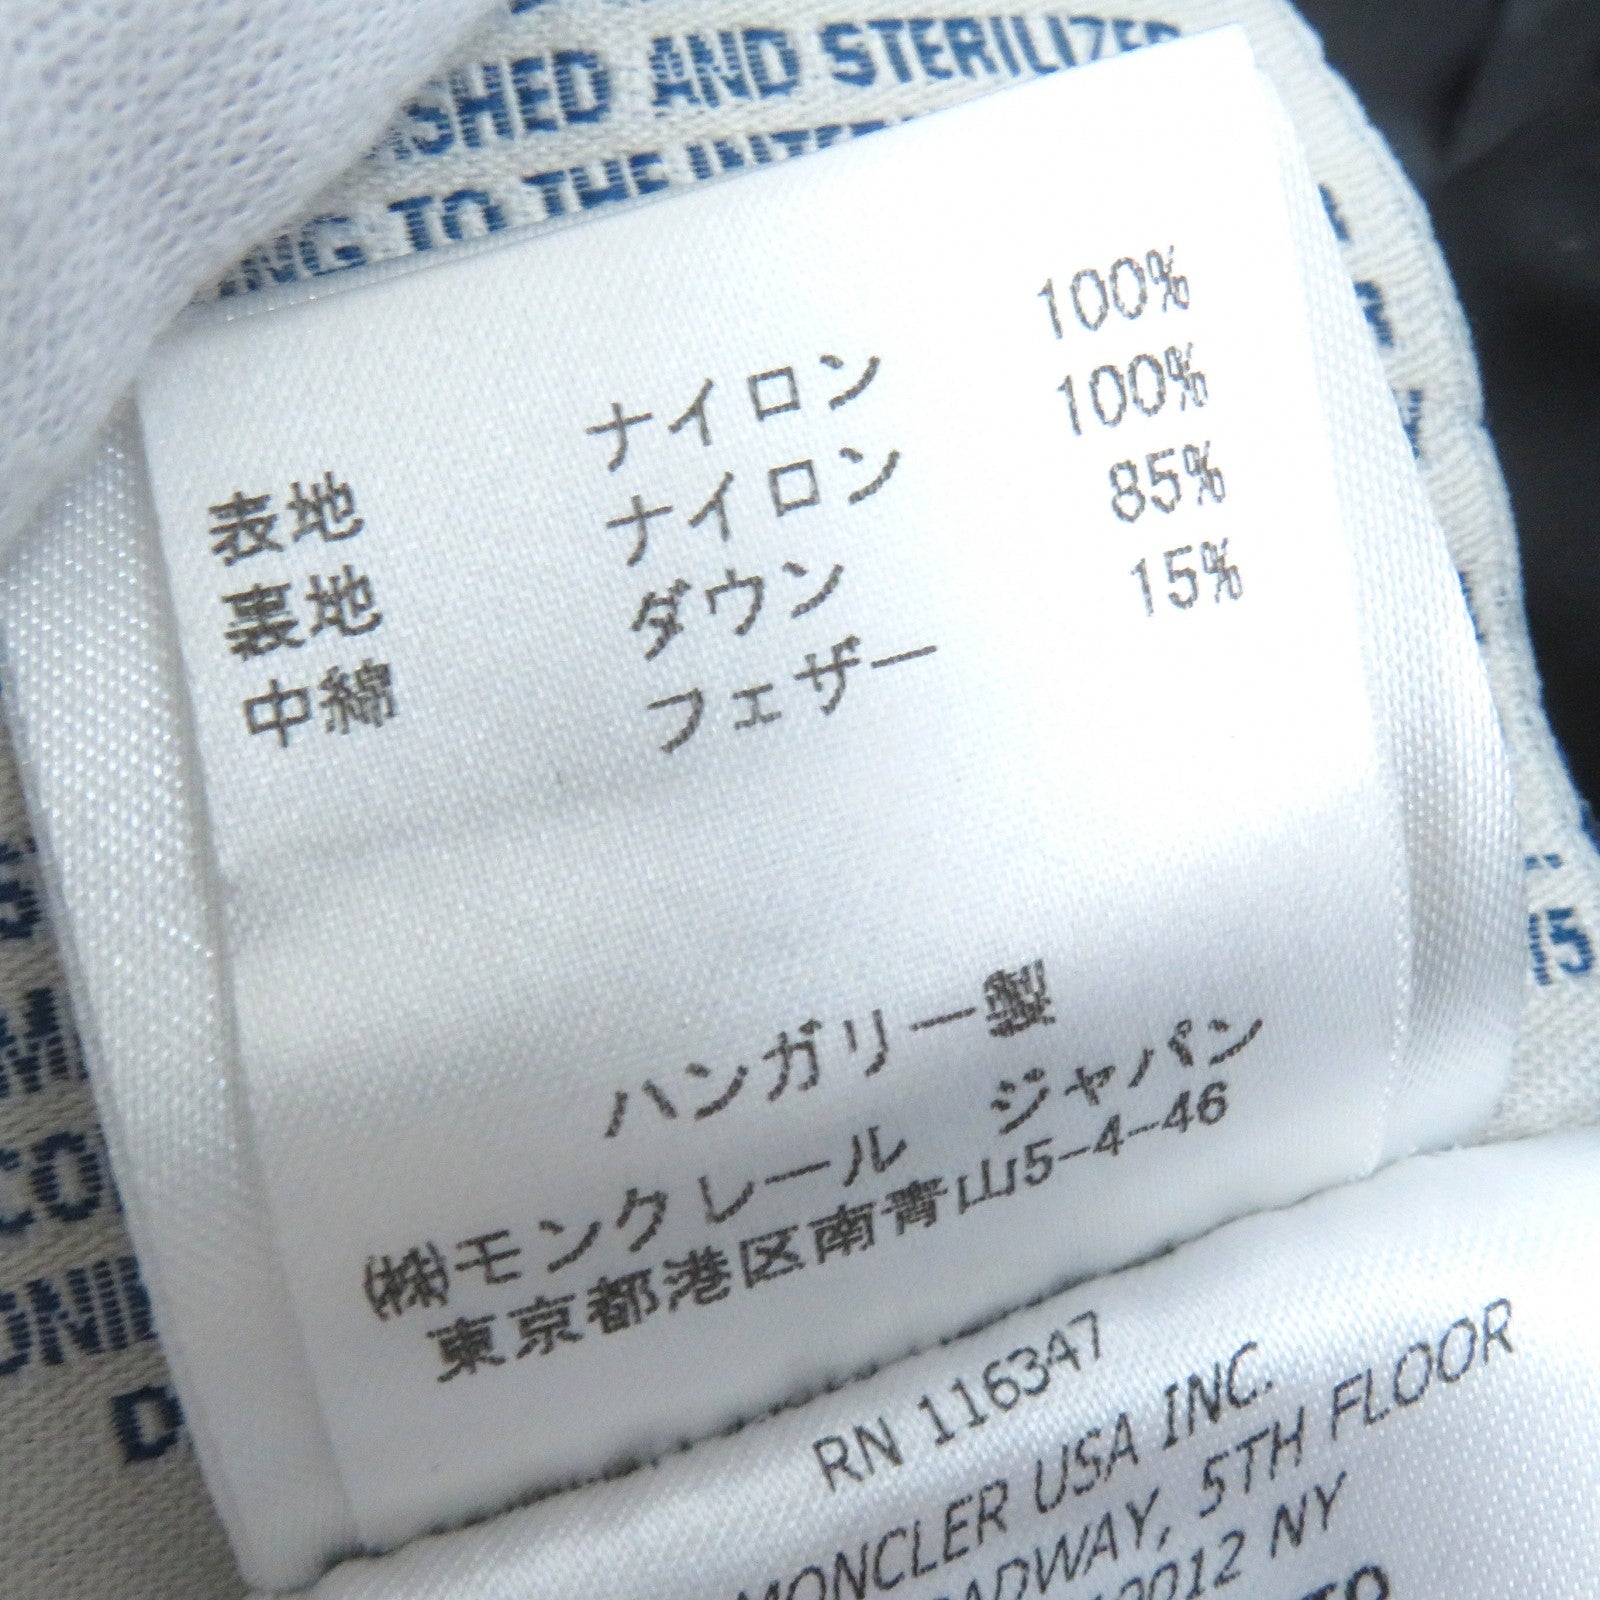 SHED AND STERILIZED
TO THE
表地 ナイロン 100%
裏地 ナイロン 100%
中綿 ダウン 85%
フェザー 15%
ハンガリー製
㈱モンクレール ジャパン
東京都港区南青山5-4-46
RN 116347
MONCLER USA INC.
ADWAY, 5TH FLOOR
2012 NY